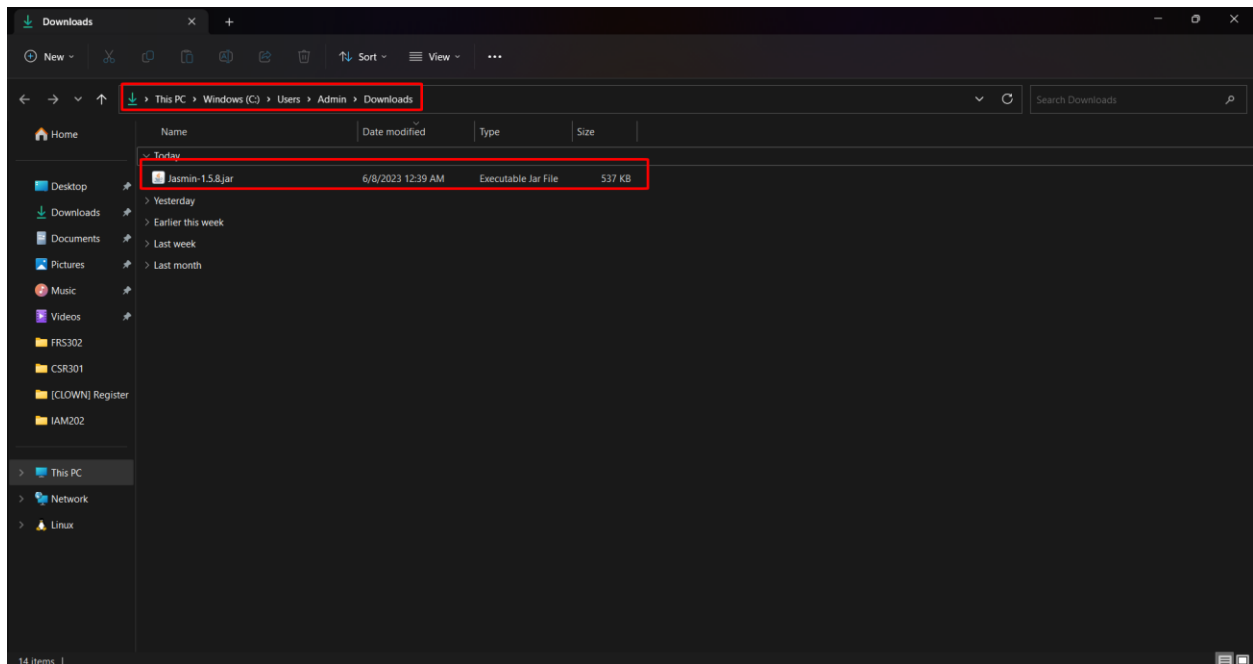 Downloads
New Sort View
This PC > Windows (C:) > Users > Admin > Downloads Search Downloads
Home
Name Date modified Type Size
Today
Jasmin-1.5.8.jar 6/8/2023 12:39 AM Executable Jar File 537 KB
Yesterday
Earlier this week
Last week
Last month
Desktop
Downloads
Documents
Pictures
Music
Videos
FRS302
CSR301
[CLOWN] Register
IAM202
This PC
Network
Linux
14 items